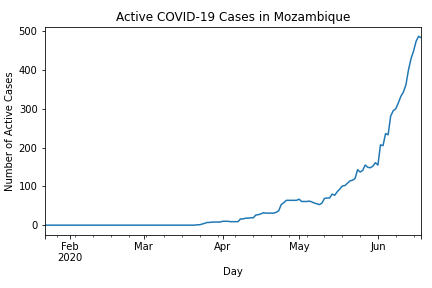 Active COVID-19 Cases in Mozambique
500
400
300
200
100
0
Number of Active Cases
Feb
2020
Mar
Apr
May
Jun
Day